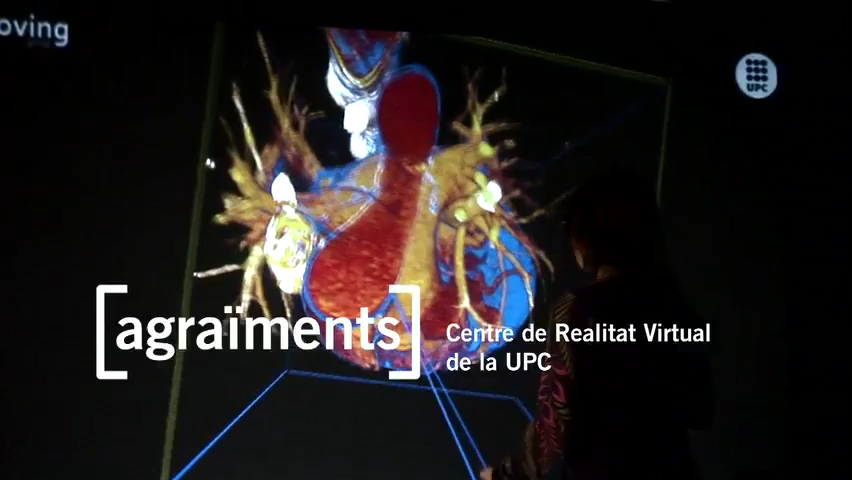 oving
UPC
[agraïments]
Centre de Realitat Virtual
de la UPC